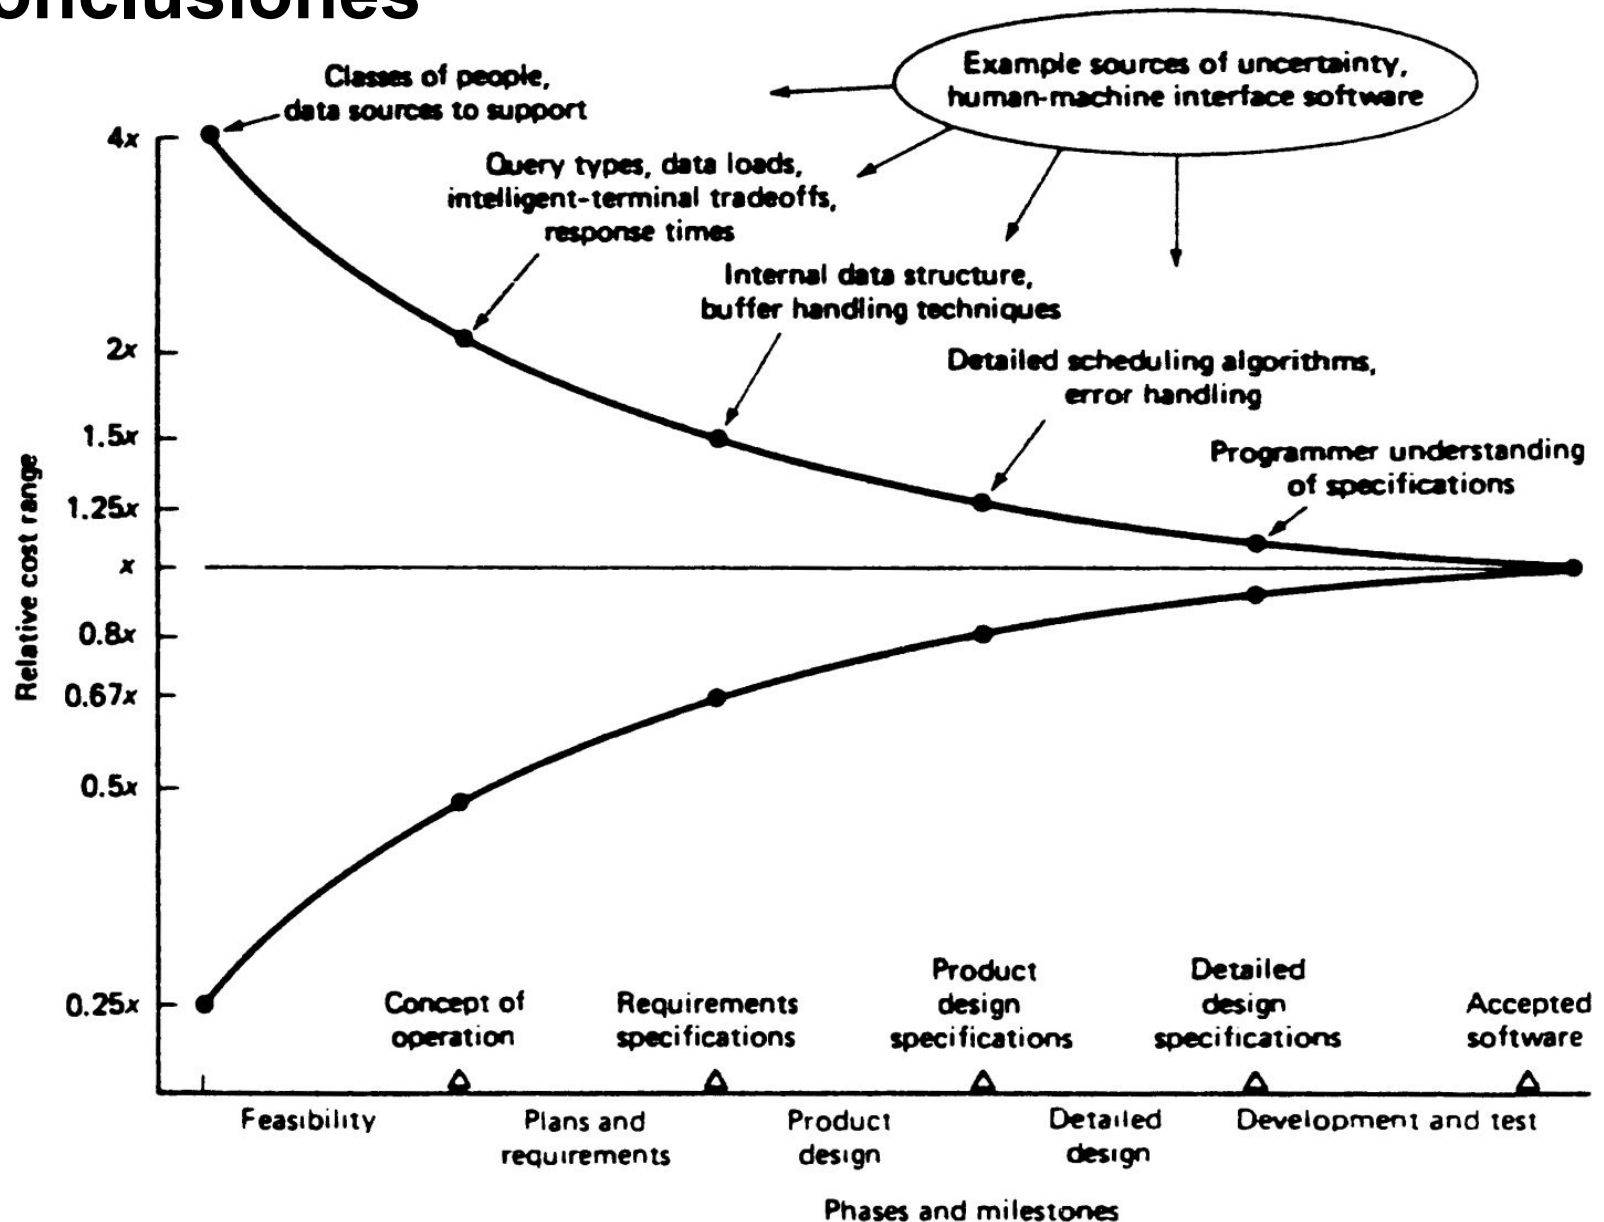 onclusiones
Example sources of uncertainty,
human-machine interface software
Classes of people,
data sources to support
Query types, data loads,
intelligent-terminal tradeoffs,
response times
Internal data structure,
buffer handling techniques
Detailed scheduling algorithms,
error handling
Programmer understanding
of specifications
Relative cost range
4x
2x
1.5x
1.25x
x
0.8x
0.67x
0.5x
0.25x
Concept of
operation
Requirements
specifications
Product
design
specifications
Detailed
design
specifications
Accepted
software
Feasibility
Plans and
requirements
Product
design
Detailed
design
Development and test
Phases and milestones